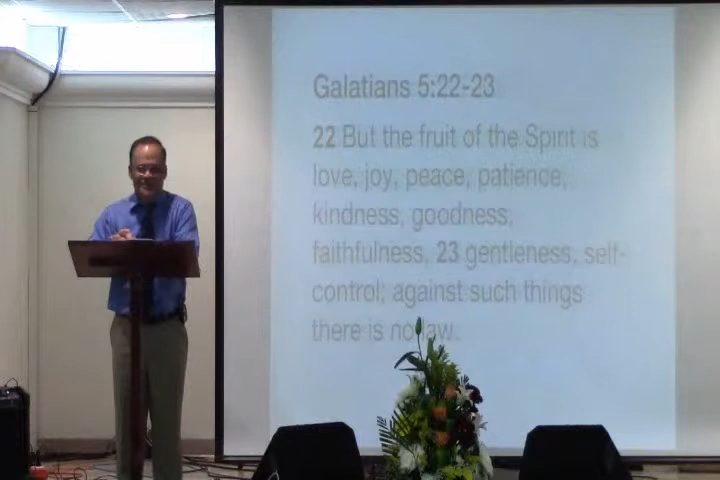 Galatians 5:22-23
22 But the fruit of the Spirit is
love, joy, peace, patience,
kindness, goodness,
faithfulness, 23 gentleness, self-
control; against such things
there is no law.